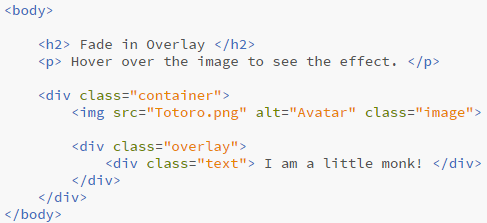 <body>
<h2> Fade in Overlay </h2>
<p> Hover over the image to see the effect. </p>
<div class="container">
<img src="Totoro.png" alt="Avatar" class="image">
<div class="overlay">
<div class="text"> I am a little monk! </div>
</div>
</div>
</body>